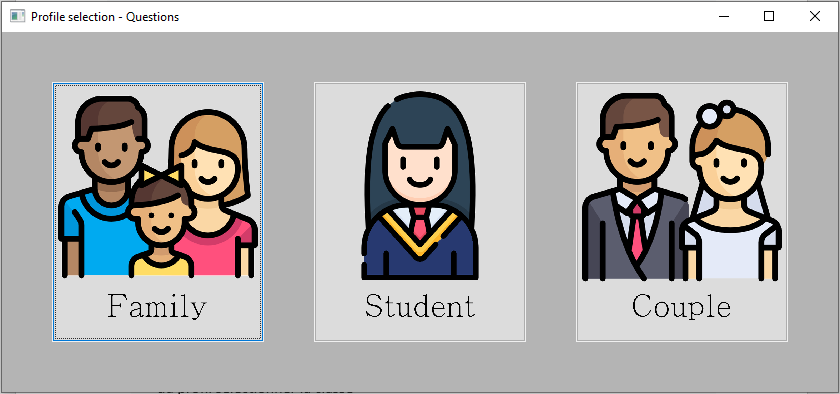 Profile selection - Questions
Family
Student
Couple